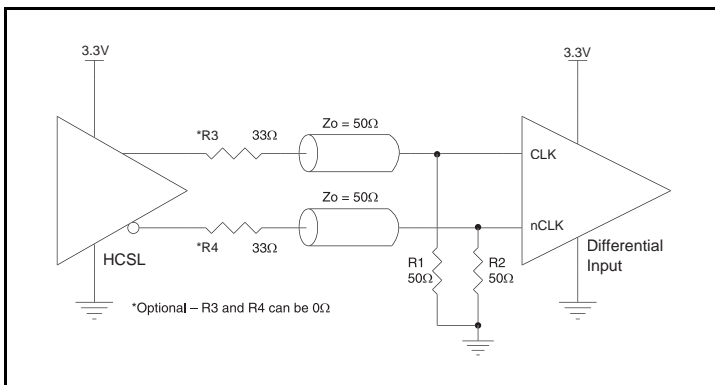 3.3V
3.3V
*R3
33Ω
Zo = 50Ω
CLK
Zo = 50Ω
nCLK
*R4
33Ω
HCSL
R1
50Ω
R2
50Ω
Differential
Input
*Optional – R3 and R4 can be 0Ω